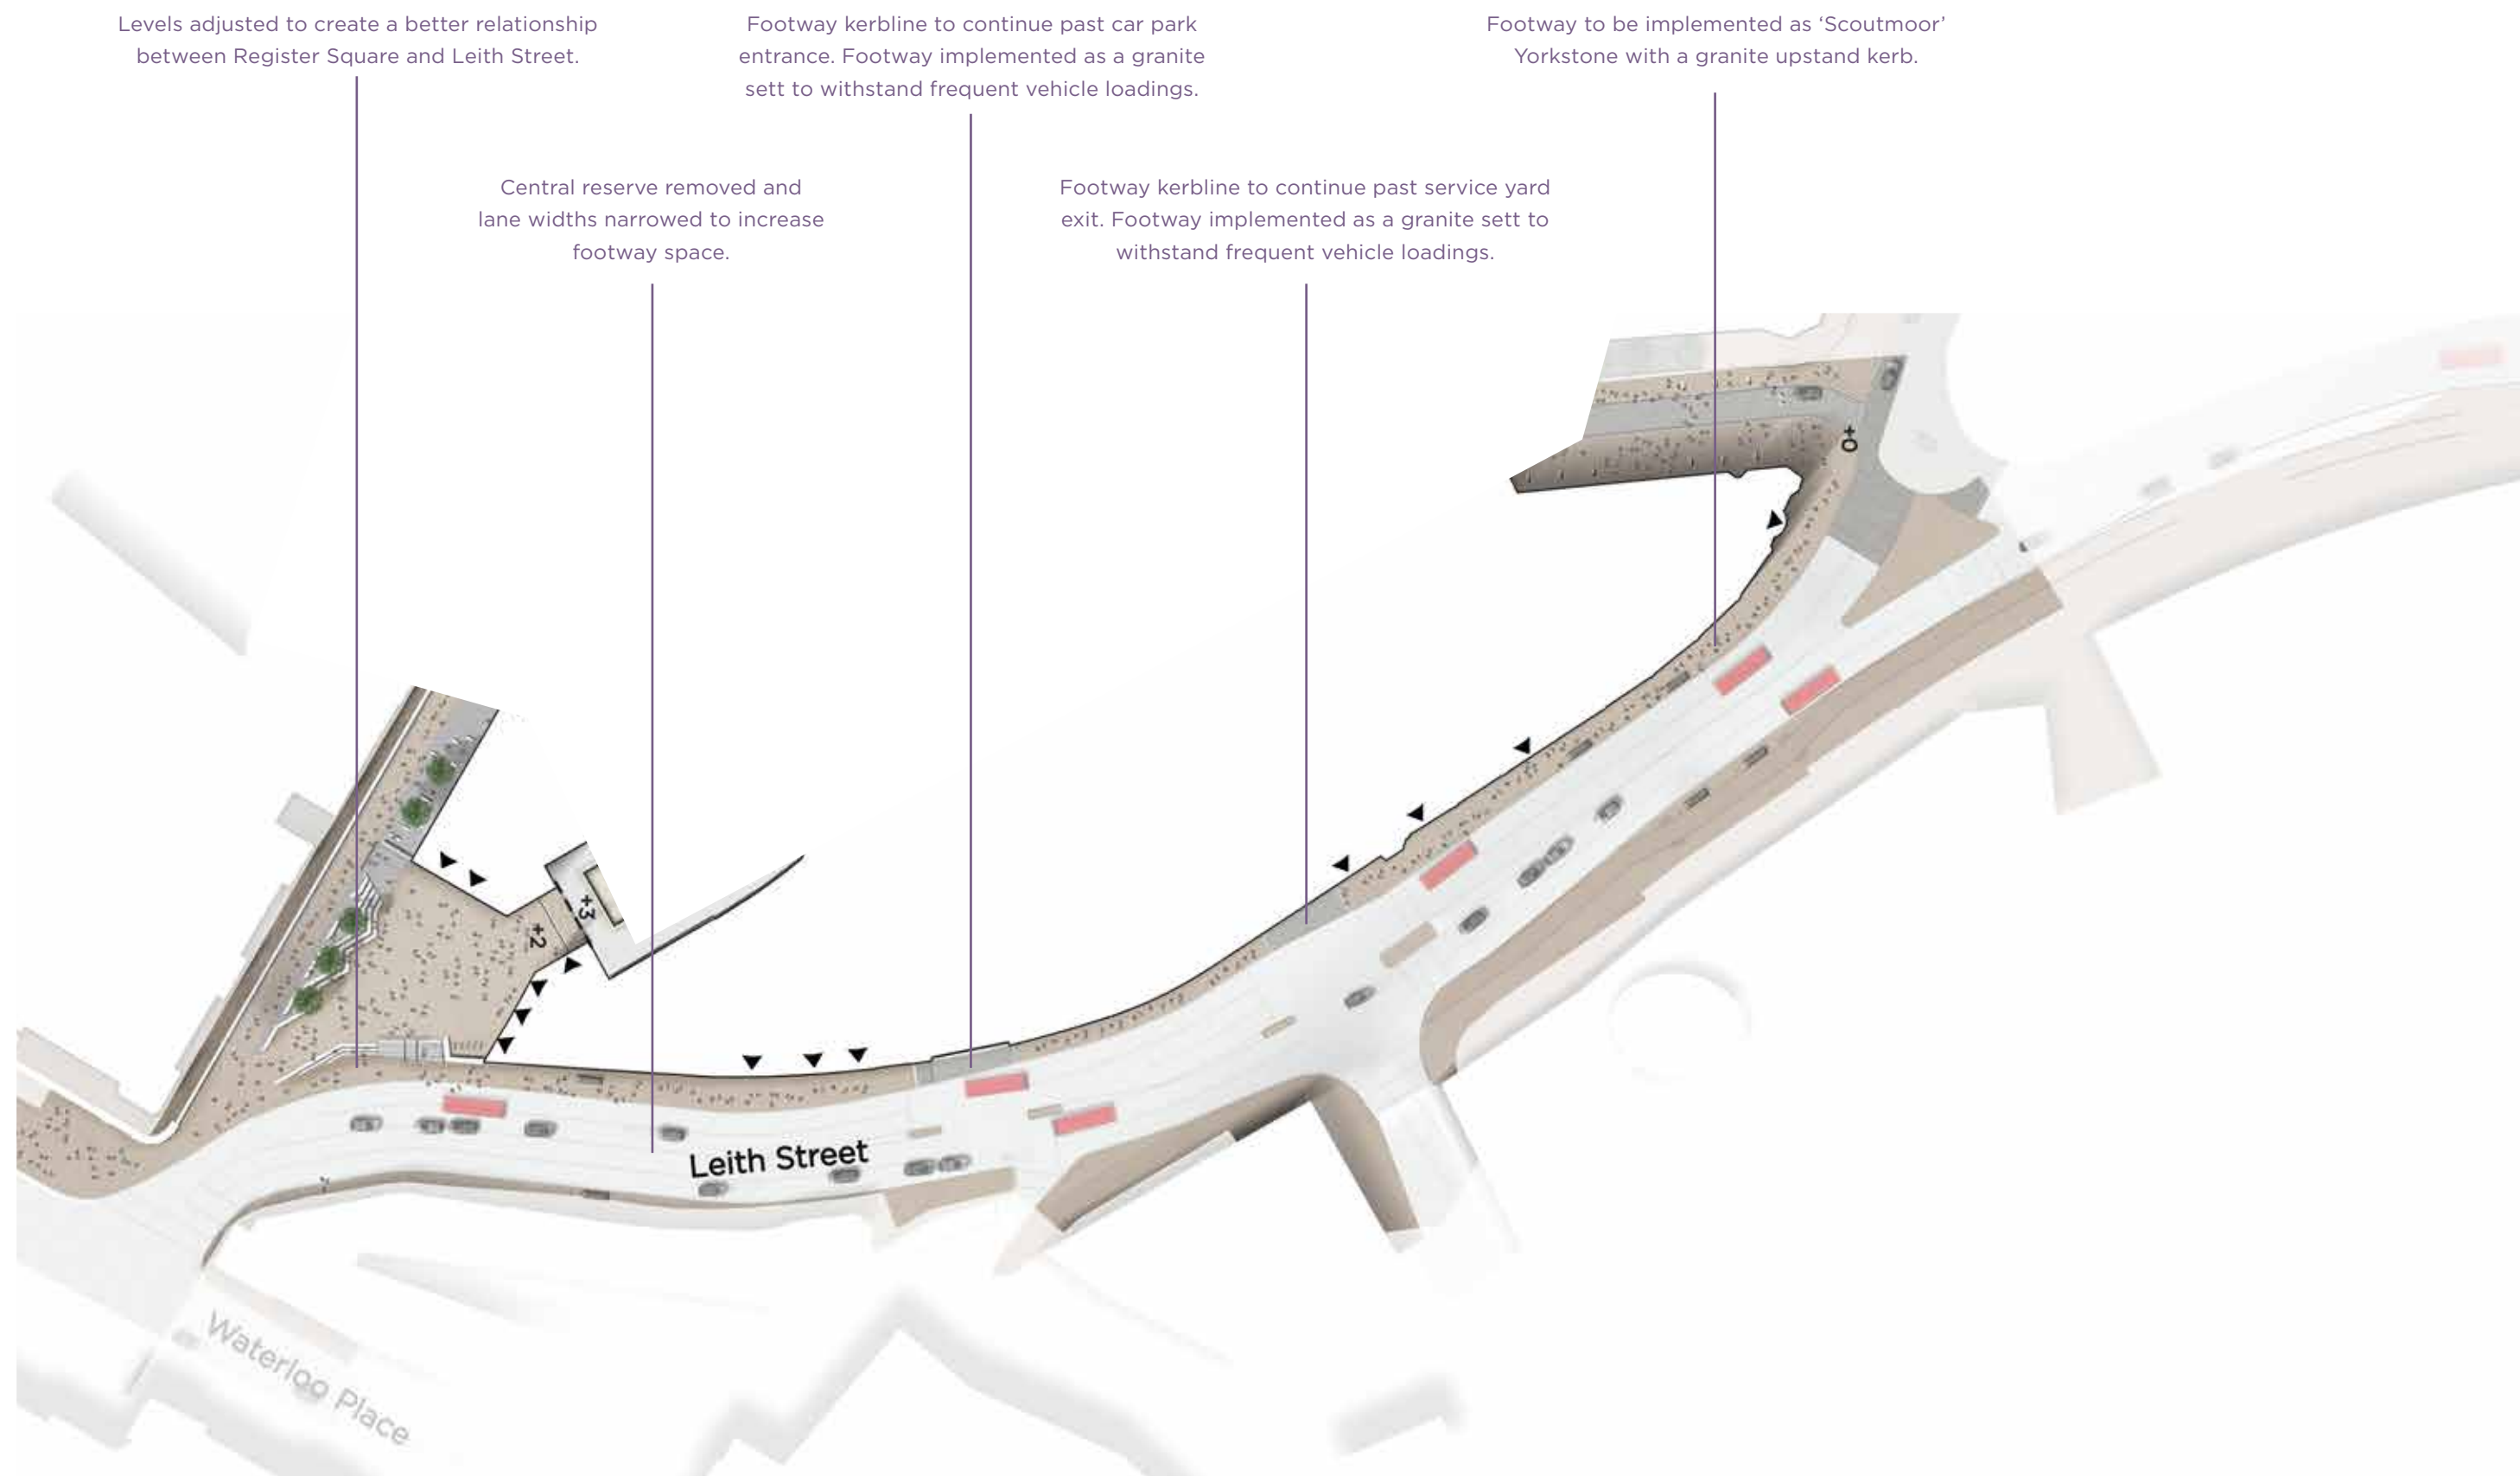 Levels adjusted to create a better relationship
between Register Square and Leith Street.
Footway kerbline to continue past car park
entrance. Footway implemented as a granite
sett to withstand frequent vehicle loadings.
Footway to be implemented as ‘Scoutmoor’
Yorkstone with a granite upstand kerb.
Central reserve removed and
lane widths narrowed to increase
footway space.
Footway kerbline to continue past service yard
exit. Footway implemented as a granite sett to
withstand frequent vehicle loadings.
+0
+3
+2
Leith Street
Waterloo Place